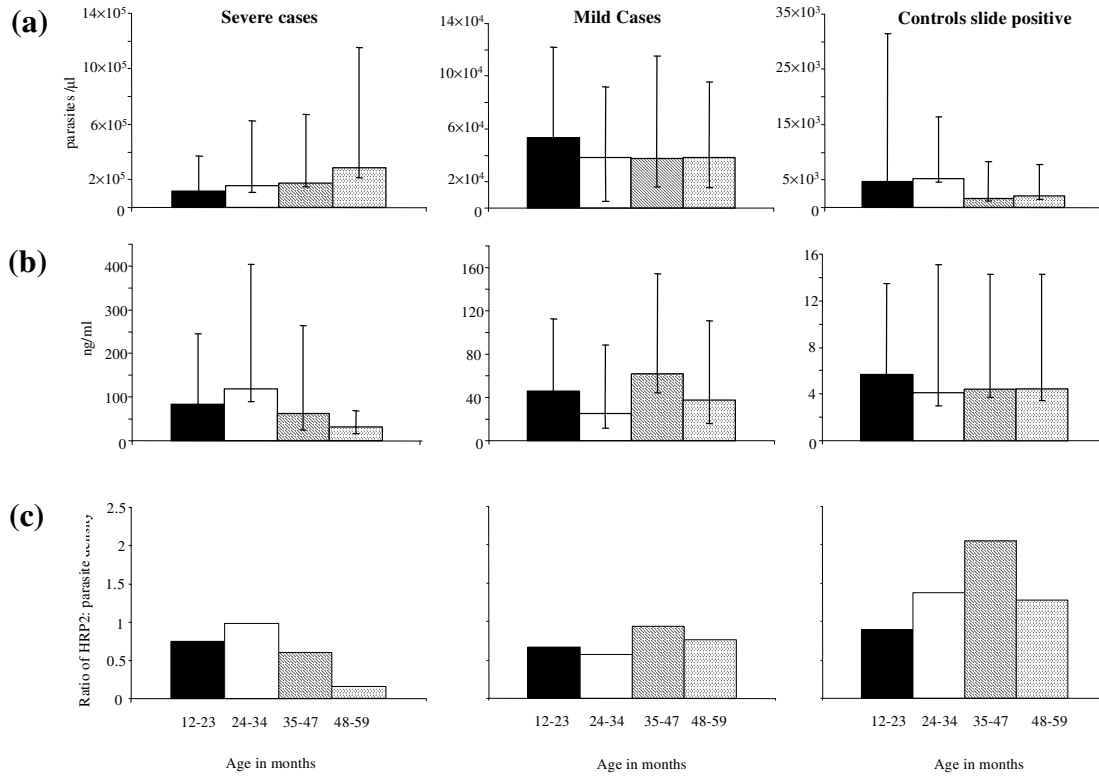 (a)
Severe cases
Mild Cases
Controls slide positive
parasites /µl
14×10⁵
10×10⁵
6×10⁵
2×10⁵
0
14×10⁴
10×10⁴
6×10⁴
2×10⁴
0
35×10³
25×10³
15×10³
5×10³
0
(b)
ng/ml
400
300
200
100
0
160
120
80
40
0
16
12
8
6
4
0
(c)
Ratio of HRP2: parasite density
2.5
2
1.5
1
0.5
0
12-23 24-34 35-47 48-59
12-23 24-34 35-47 48-59
12-23 24-34 35-47 48-59
Age in months
Age in months
Age in months